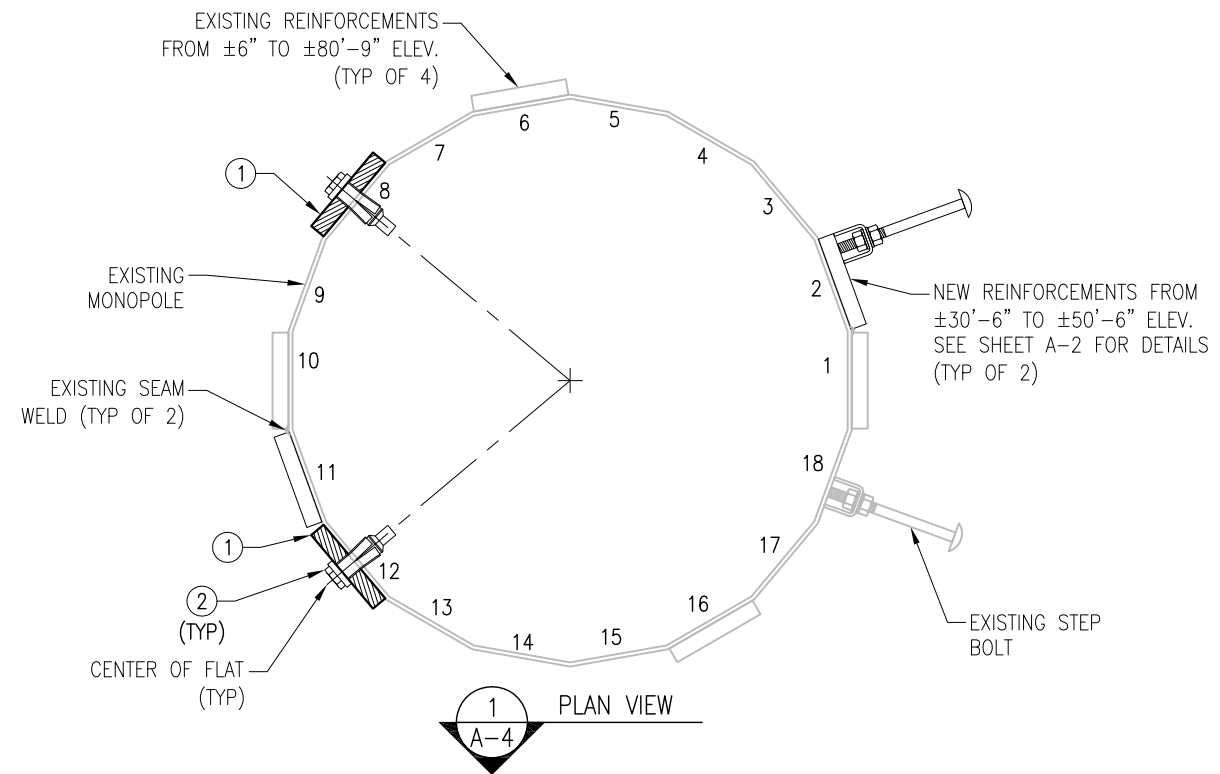 EXISTING REINFORCEMENTS
FROM ±6” TO ±80’–9” ELEV.
(TYP OF 4)
6
5
7
4
1
8
3
EXISTING
MONOPOLE
9
2
NEW REINFORCEMENTS FROM
±30’–6” TO ±50’–6” ELEV.
SEE SHEET A–2 FOR DETAILS
(TYP OF 2)
10
1
EXISTING SEAM
WELD (TYP OF 2)
11
18
1
17
12
2
(TYP)
16
13
EXISTING STEP
BOLT
14
15
CENTER OF FLAT
(TYP)
1
A–4
PLAN VIEW